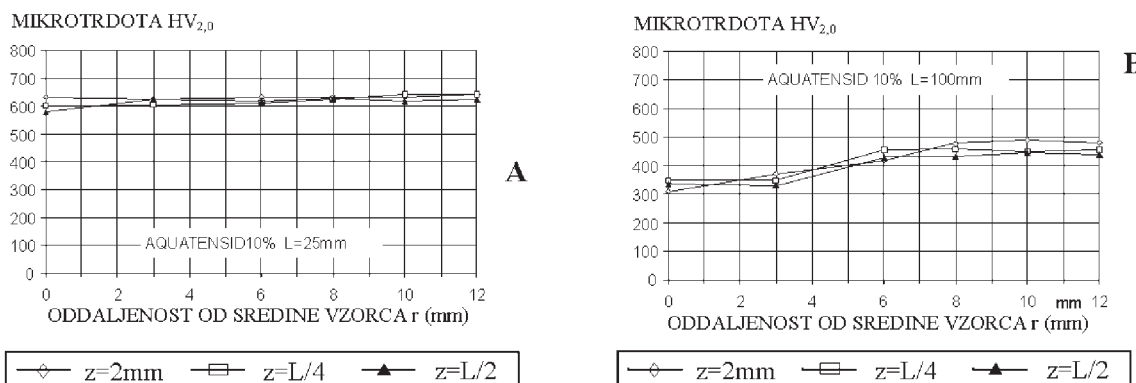 MIKROTRDOTA HV2,0
800
700
600
500
400
300
200
100
0
AQUATENSID10% L=25mm
0 2 4 6 8 10 12
ODDALJENOST OD SREDINE VZORCA r (mm)
A
z=2mm z=L/4 z=L/2
MIKROTRDOTA HV2,0
800
700
600
500
400
300
200
100
0
AQUATENSID 10% L=100mm
0 2 4 6 8 10 mm 12
ODDALJENOST OD SREDINE VZORCA r (mm)
z=2mm z=L/4 z=L/2